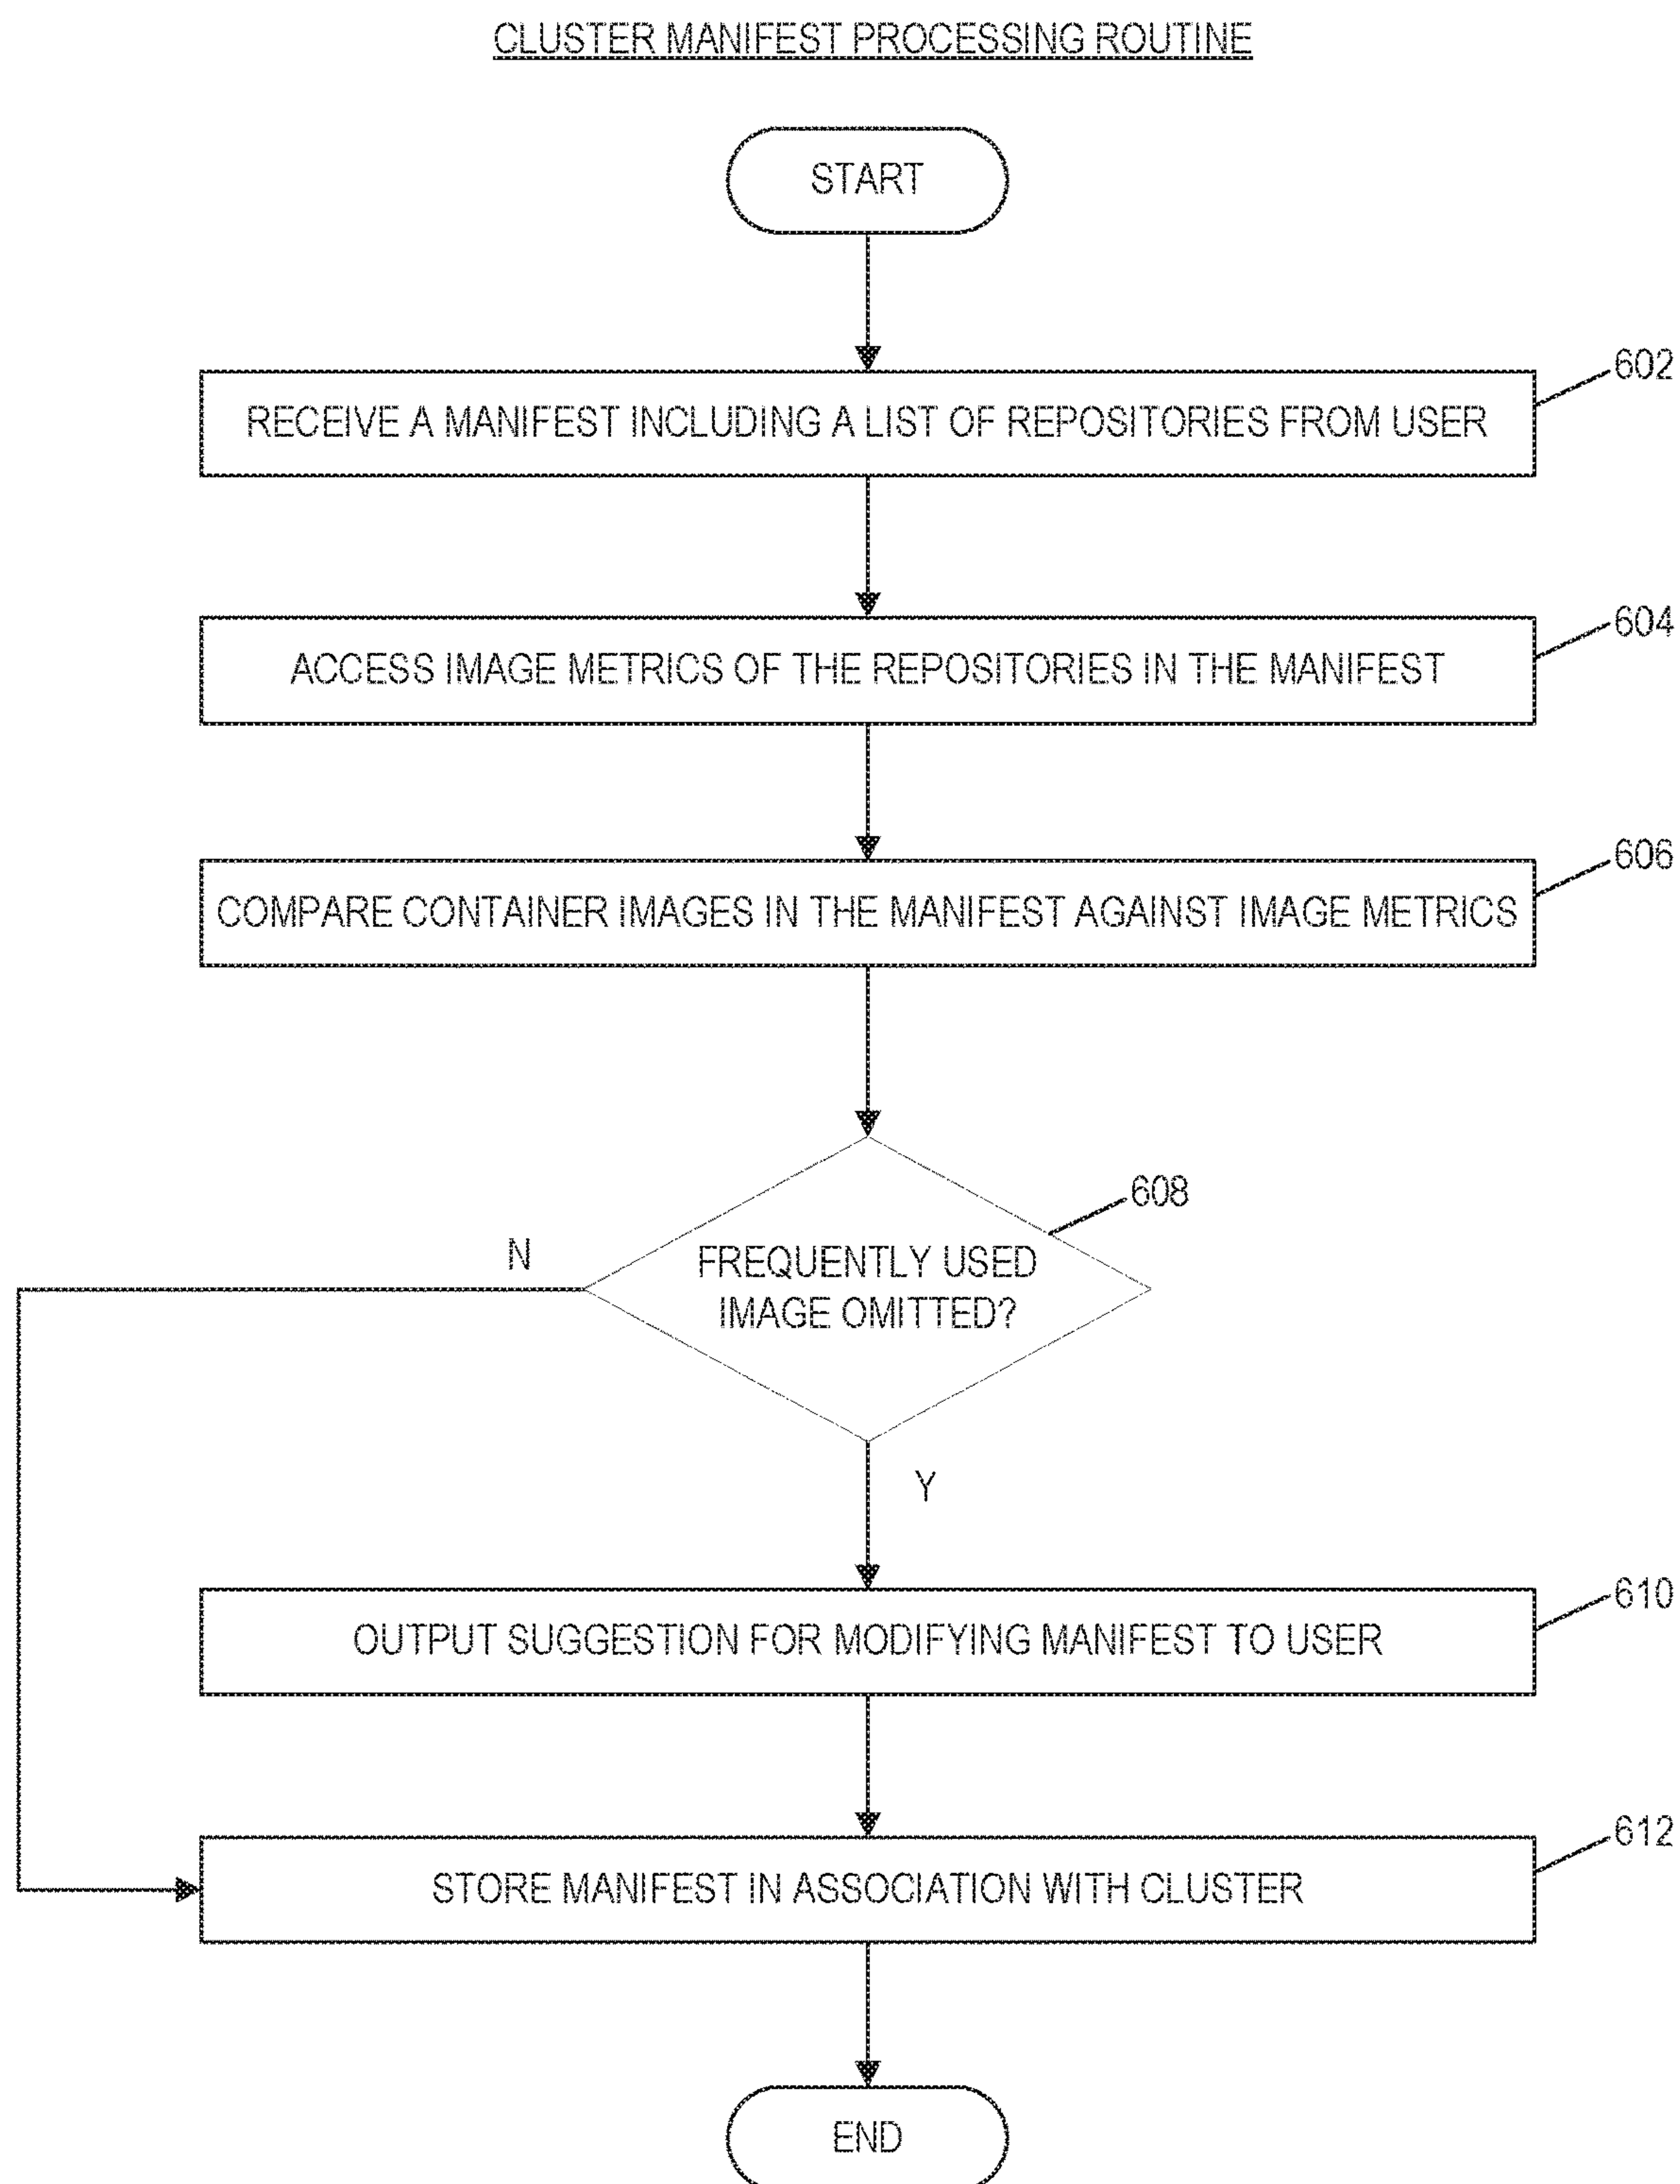 CLUSTER MANIFEST PROCESSING ROUTINE
START
602
RECEIVE A MANIFEST INCLUDING A LIST OF REPOSITORIES FROM USER
604
ACCESS IMAGE METRICS OF THE REPOSITORIES IN THE MANIFEST
606
COMPARE CONTAINER IMAGES IN THE MANIFEST AGAINST IMAGE METRICS
608
N
FREQUENTLY USED
IMAGE OMITTED?
Y
610
OUTPUT SUGGESTION FOR MODIFYING MANIFEST TO USER
612
STORE MANIFEST IN ASSOCIATION WITH CLUSTER
END